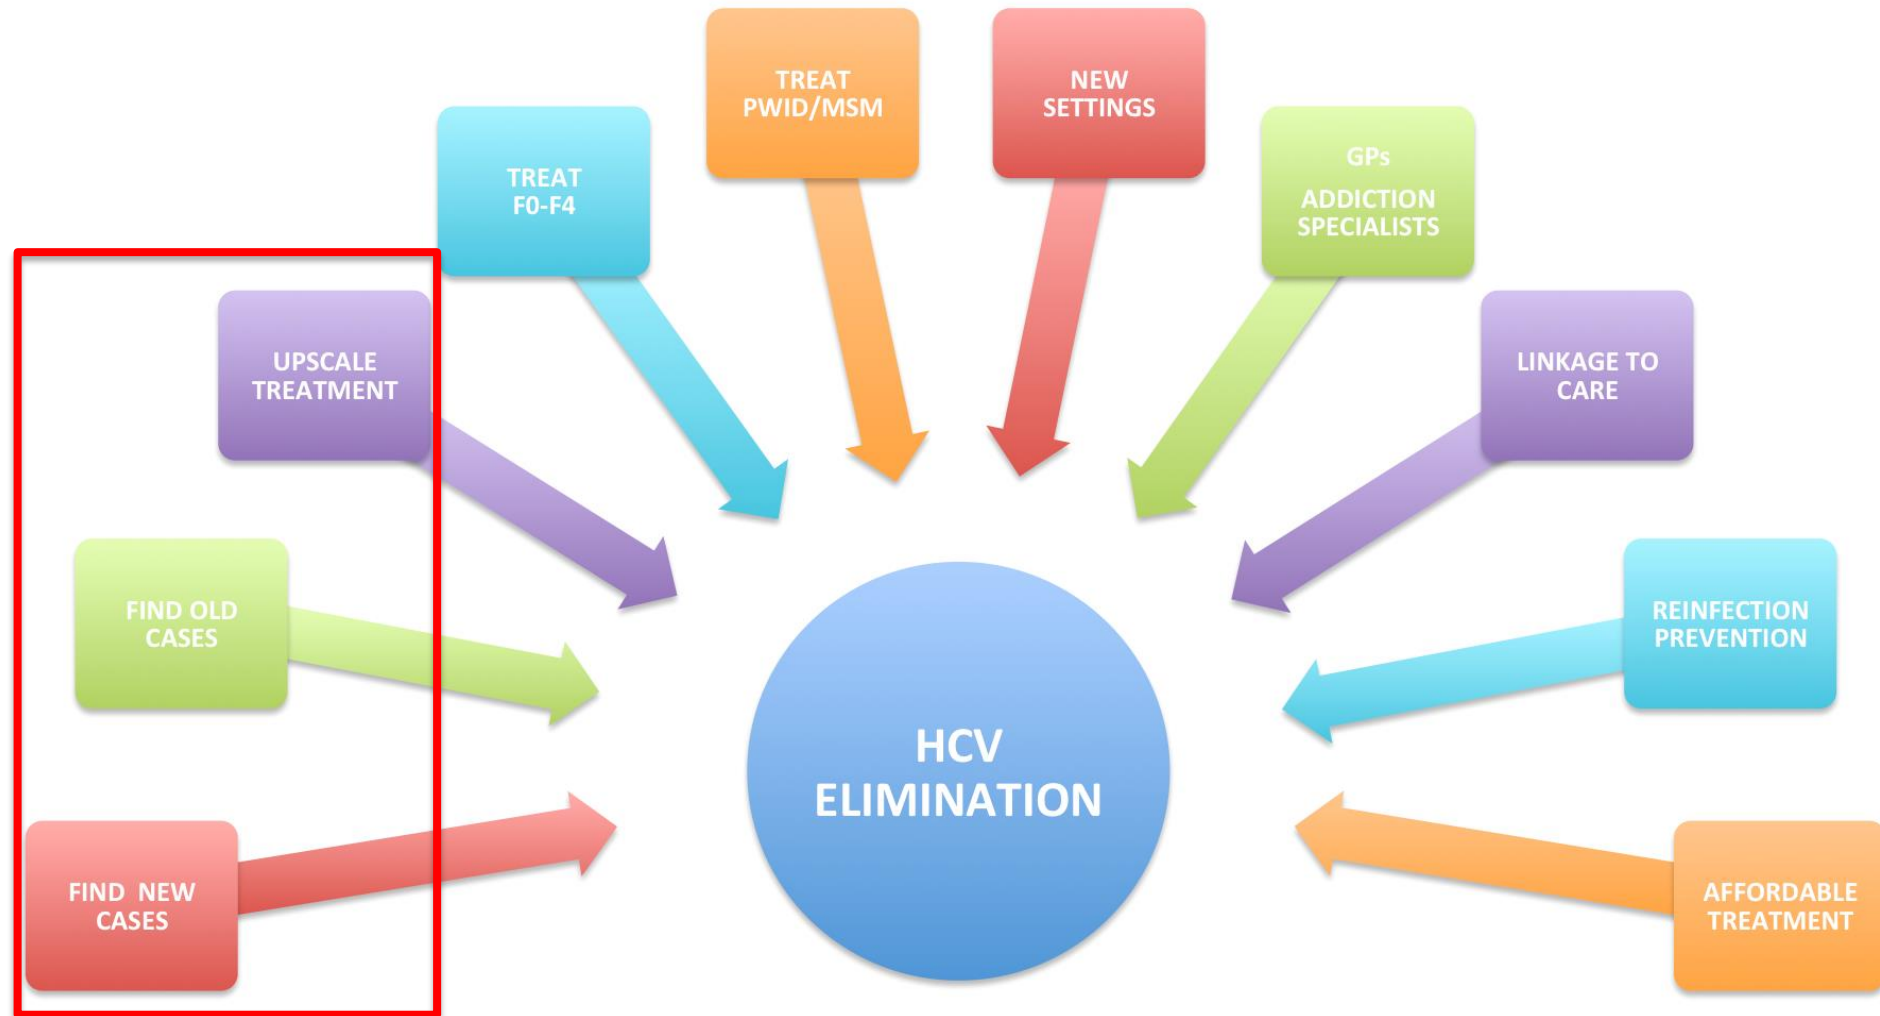 TREAT
PWID/MSM
NEW
SETTINGS
TREAT
F0-F4
GPs
ADDICTION
SPECIALISTS
UPSCALE
TREATMENT
LINKAGE TO
CARE
FIND OLD
CASES
REINFECTION
PREVENTION
HCV
ELIMINATION
FIND  NEW
CASES
AFFORDABLE
TREATMENT